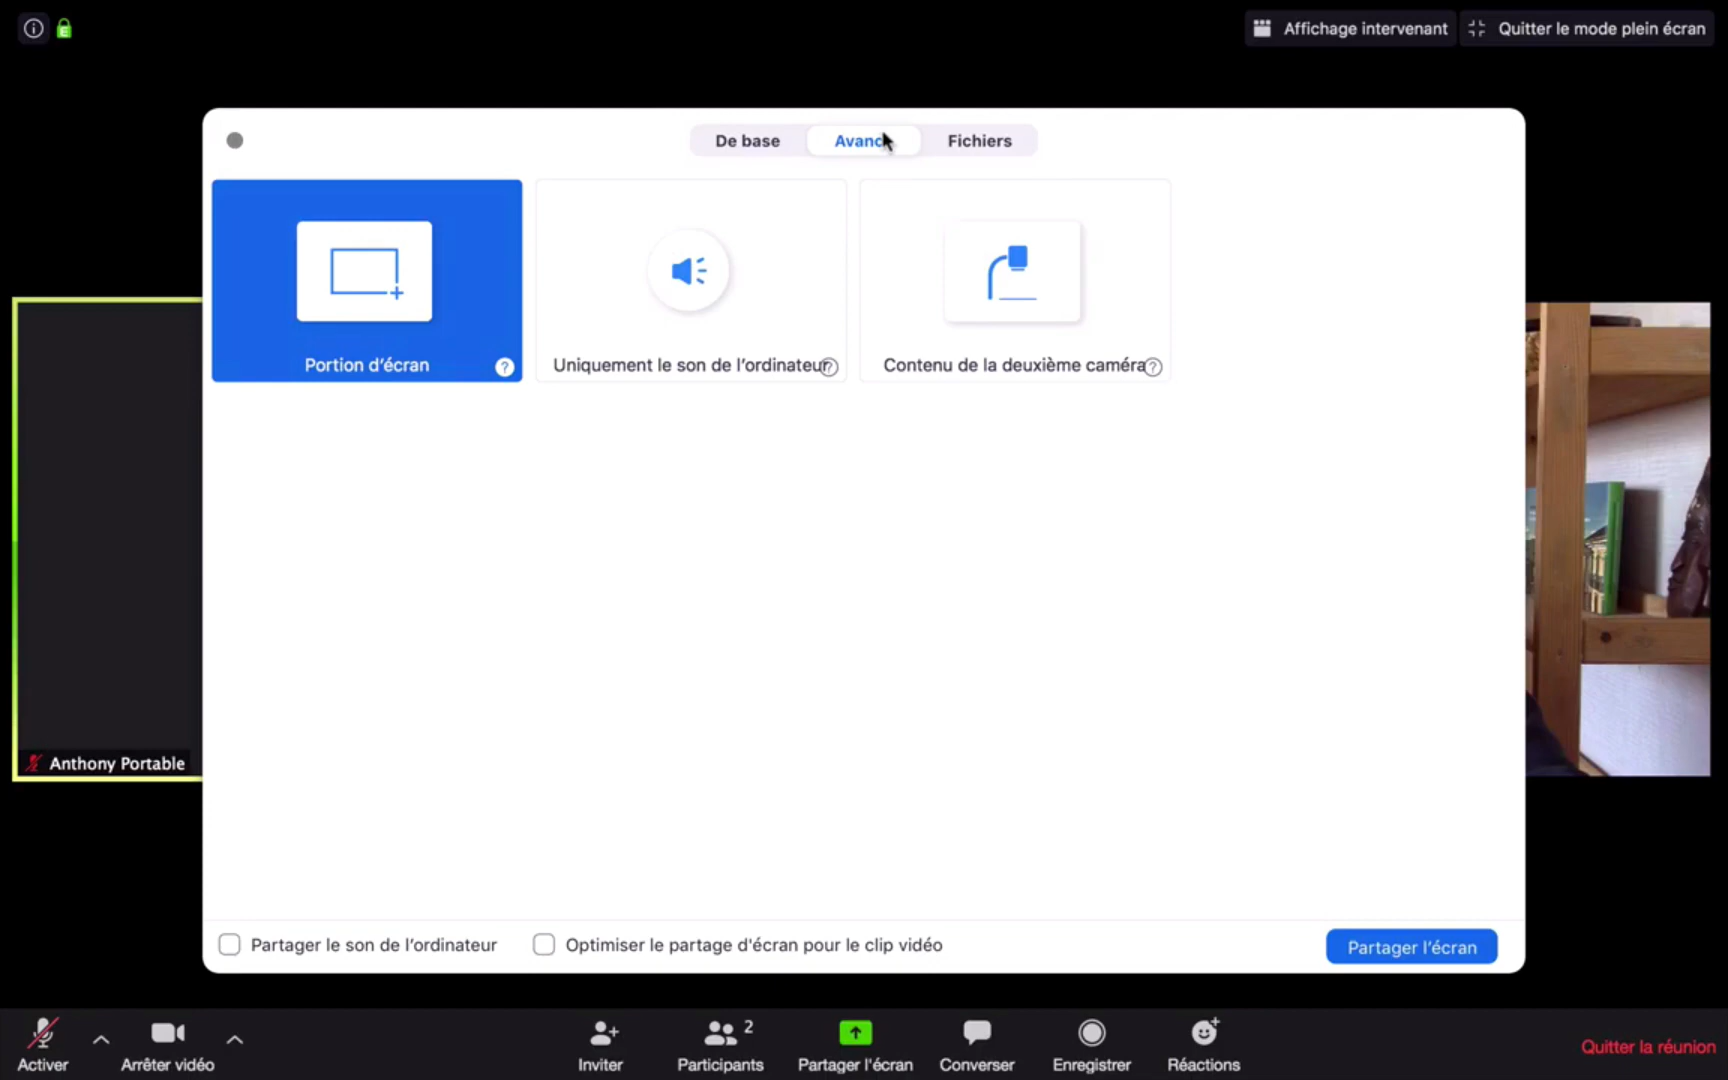 Affichage intervenant
Quitter le mode plein écran
De base
Fichiers
Portion d’écran
?
Uniquement le son de l’ordinateur
?
Contenu de la deuxième caméra
?
Anthony Portable
Partager le son de l’ordinateur
Optimiser le partage d'écran pour le clip vidéo
Partager l’écran
Activer
Arrêter vidéo
Inviter
Participants
2
Partager l'écran
Converser
Enregistrer
Réactions
Quitter la réunion